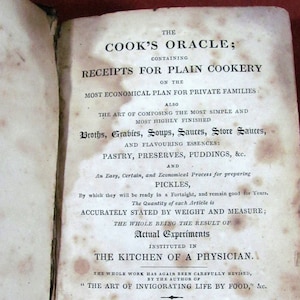 THE
COOK'S ORACLE;
CONTAINING
RECEIPTS FOR PLAIN COOKERY
ON THE
MOST ECONOMICAL PLAN FOR PRIVATE FAMILIES
ALSO
THE ART OF COMPOSING THE MOST SIMPLE AND
MOST HIGHLY FINISHED
Broths, Gravies, Soups, Sauces, Store Sauces,
AND FLAVOURING ESSENCES:
PASTRY, PRESERVES, PUDDINGS, &c.
AND
An Easy, Certain, and Economical Process for preparing
PICKLES,
By which they will be ready in a Fortnight, and remain good for Years.
The Quantity of each Article is
ACCURATELY STATED BY WEIGHT AND MEASURE;
THE WHOLE BEING THE RESULT OF
Actual Experiments
INSTITUTED IN
THE KITCHEN OF A PHYSICIAN.
THE WHOLE WORK HAS AGAIN BEEN CAREFULLY REVISED,
BY THE AUTHOR OF
"THE ART OF INVIGORATING LIFE BY FOOD," &c.